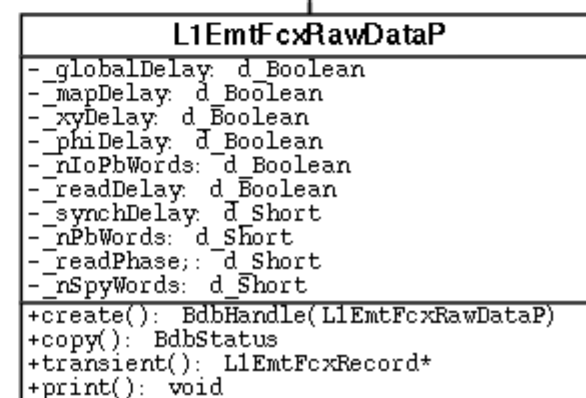 L1EmtFcxRawDataP
-_globalDelay: d_Boolean
-_mapDelay: d_Boolean
-_xyDelay: d_Boolean
-_phiDelay: d_Boolean
-_nIoPbWords: d_Boolean
-_readDelay: d_Boolean
-_synchDelay: d_Short
-_nPbWords: d_Short
-_readPhase;: d_Short
-_nSpyWords: d_Short
+create(): BdbHandle(L1EmtFcxRawDataP)
+copy(): BdbStatus
+transient(): L1EmtFcxRecord*
+print(): void